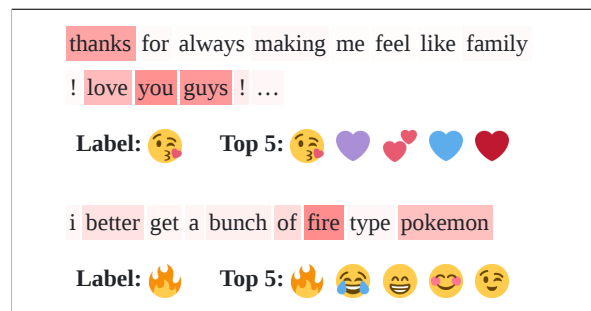 thanks for always making me feel like family
! love you guys ! …
Label: 😘 Top 5: 😘 💜 💕 💙 ❤️
i better get a bunch of fire type pokemon
Label: 🔥 Top 5: 🔥 😂 😁 😊 😉